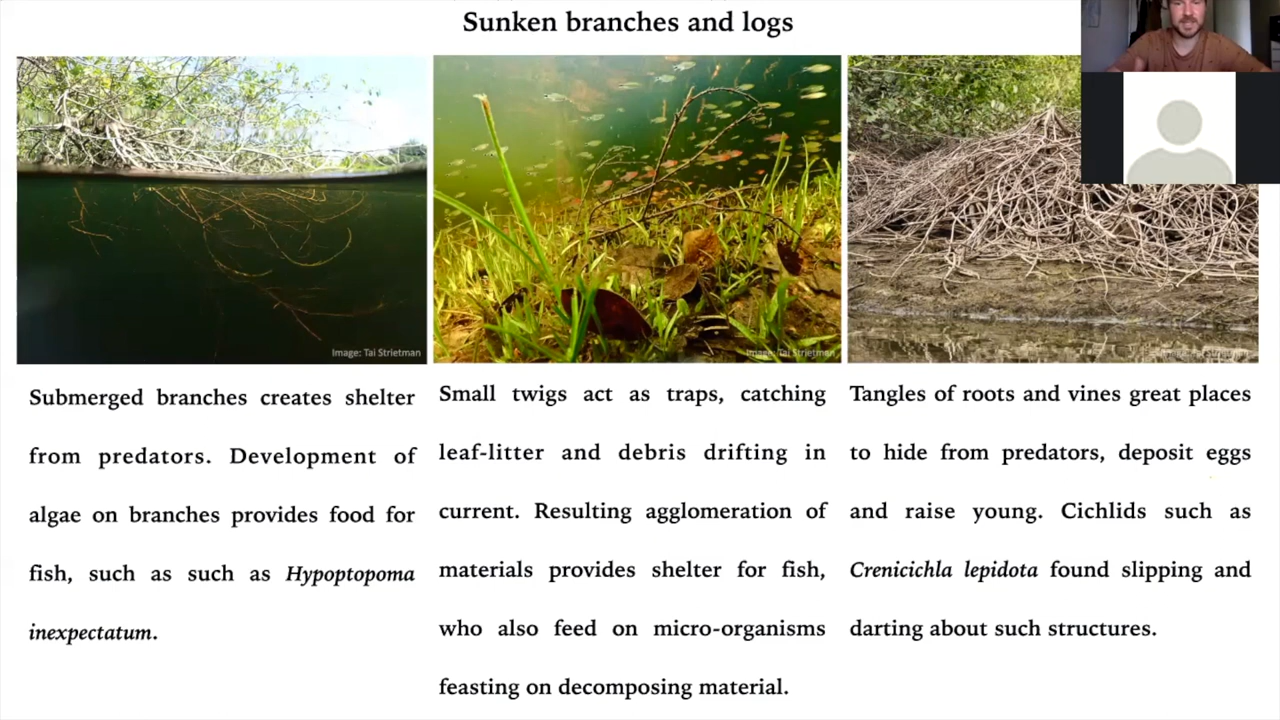 Sunken branches and logs
Image: Tai Strietman
Image: Tai Strietman
Submerged branches creates shelter
from predators. Development of
algae on branches provides food for
fish, such as such as Hypoptopoma
inexpectatum.
Small twigs act as traps, catching
leaf-litter and debris drifting in
current. Resulting agglomeration of
materials provides shelter for fish,
who also feed on micro-organisms
feasting on decomposing material.
Tangles of roots and vines great places
to hide from predators, deposit eggs
and raise young. Cichlids such as
Crenicichla lepidota found slipping and
darting about such structures.